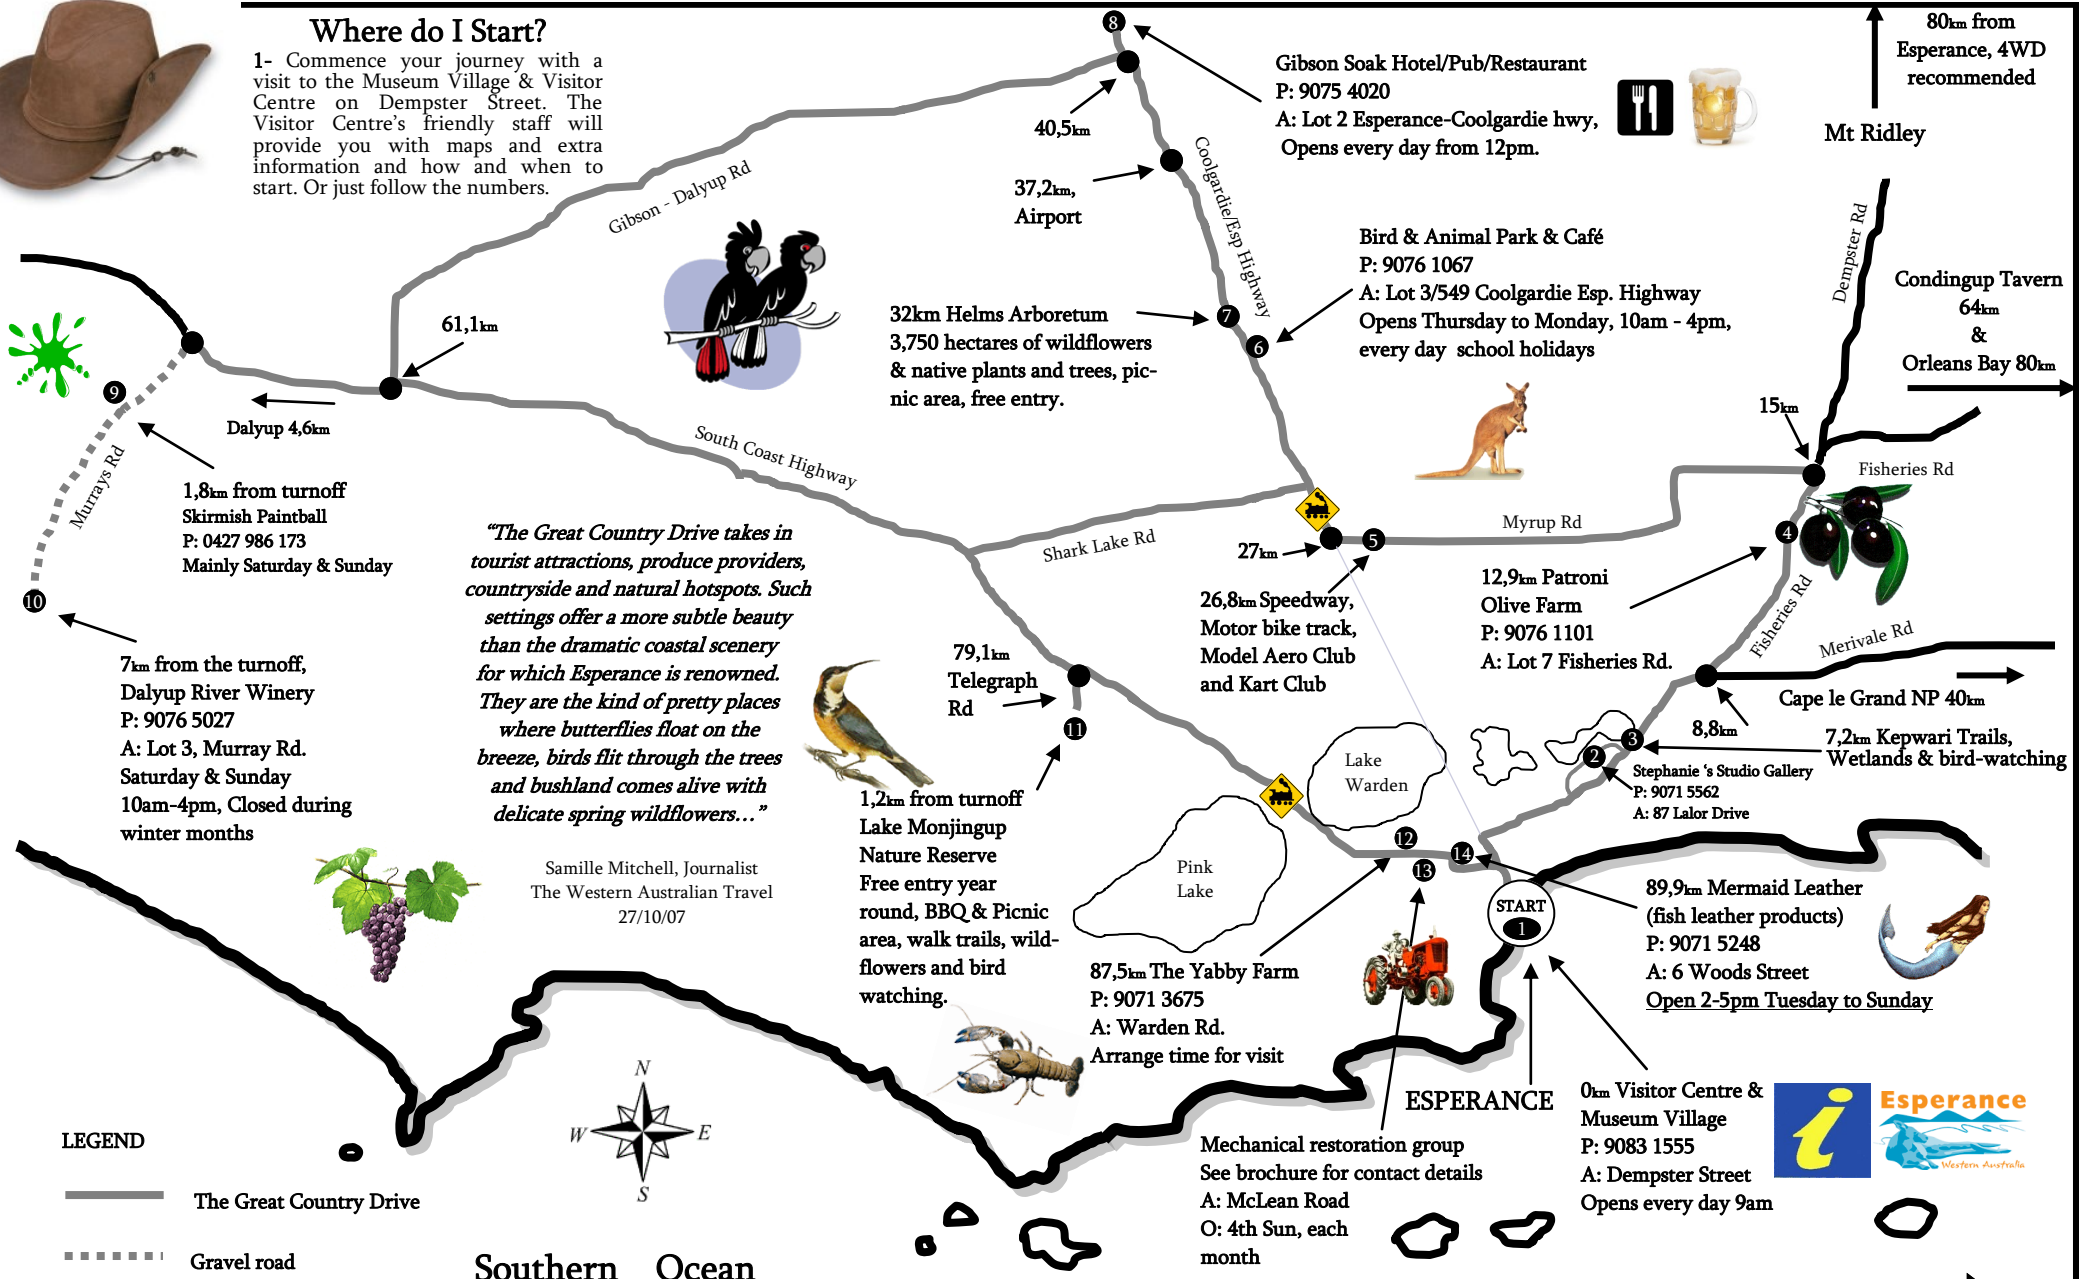 Where do I Start?
1- Commence your journey with a
visit to the Museum Village & Visitor
Centre on Dempster Street. The
Visitor Centre's friendly staff will
provide you with maps and extra
information and how and when to
start. Or just follow the numbers.
8
40,5km
37,2km,
Airport
Gibson Soak Hotel/Pub/Restaurant
P: 9075 4020
A: Lot 2 Esperance-Coolgardie hwy,
Opens every day from 12pm.
80km from
Esperance, 4WD
recommended
Mt Ridley
Gibson - Dalyup Rd
Coolgardie/Esp Highway
Dempster Rd
Bird & Animal Park & Café
P: 9076 1067
A: Lot 3/549 Coolgardie Esp. Highway
Opens Thursday to Monday, 10am - 4pm,
every day school holidays
Condingup Tavern
64km
&
Orleans Bay 80km
32km Helms Arboretum
3,750 hectares of wildflowers
& native plants and trees, pic-
nic area, free entry.
7
6
61,1km
Dalyup 4,6km
9
Murrays Rd
1,8km from turnoff
Skirmish Paintball
P: 0427 986 173
Mainly Saturday & Sunday
10
7km from the turnoff,
Dalyup River Winery
P: 9076 5027
A: Lot 3, Murray Rd.
Saturday & Sunday
10am-4pm, Closed during
winter months
South Coast Highway
Shark Lake Rd
"The Great Country Drive takes in
tourist attractions, produce providers,
countryside and natural hotspots. Such
settings offer a more subtle beauty
than the dramatic coastal scenery
for which Esperance is renowned.
They are the kind of pretty places
where butterflies float on the
breeze, birds flit through the trees
and bushland comes alive with
delicate spring wildflowers…"
Samille Mitchell, Journalist
The Western Australian Travel
27/10/07
15km
Fisheries Rd
Myrup Rd
27km
5
4
26,8km Speedway,
Motor bike track,
Model Aero Club
and Kart Club
12,9km Patroni
Olive Farm
P: 9076 1101
A: Lot 7 Fisheries Rd.
Fisheries Rd
Merivale Rd
Cape le Grand NP 40km
8,8km
7,2km Kepwari Trails,
Wetlands & bird-watching
3
2
Stephanie 's Studio Gallery
P: 9071 5562
A: 87 Lalor Drive
79,1km
Telegraph
Rd
11
1,2km from turnoff
Lake Monjingup
Nature Reserve
Free entry year
round, BBQ & Picnic
area, walk trails, wild-
flowers and bird
watching.
Lake
Warden
Pink
Lake
12
13
14
START
1
87,5km The Yabby Farm
P: 9071 3675
A: Warden Rd.
Arrange time for visit
89,9km Mermaid Leather
(fish leather products)
P: 9071 5248
A: 6 Woods Street
Open 2-5pm Tuesday to Sunday
ESPERANCE
Mechanical restoration group
See brochure for contact details
A: McLean Road
O: 4th Sun, each
month
0km Visitor Centre &
Museum Village
P: 9083 1555
A: Dempster Street
Opens every day 9am
i
Esperance
Western Australia
N
W
E
S
LEGEND
The Great Country Drive
Gravel road
Southern Ocean